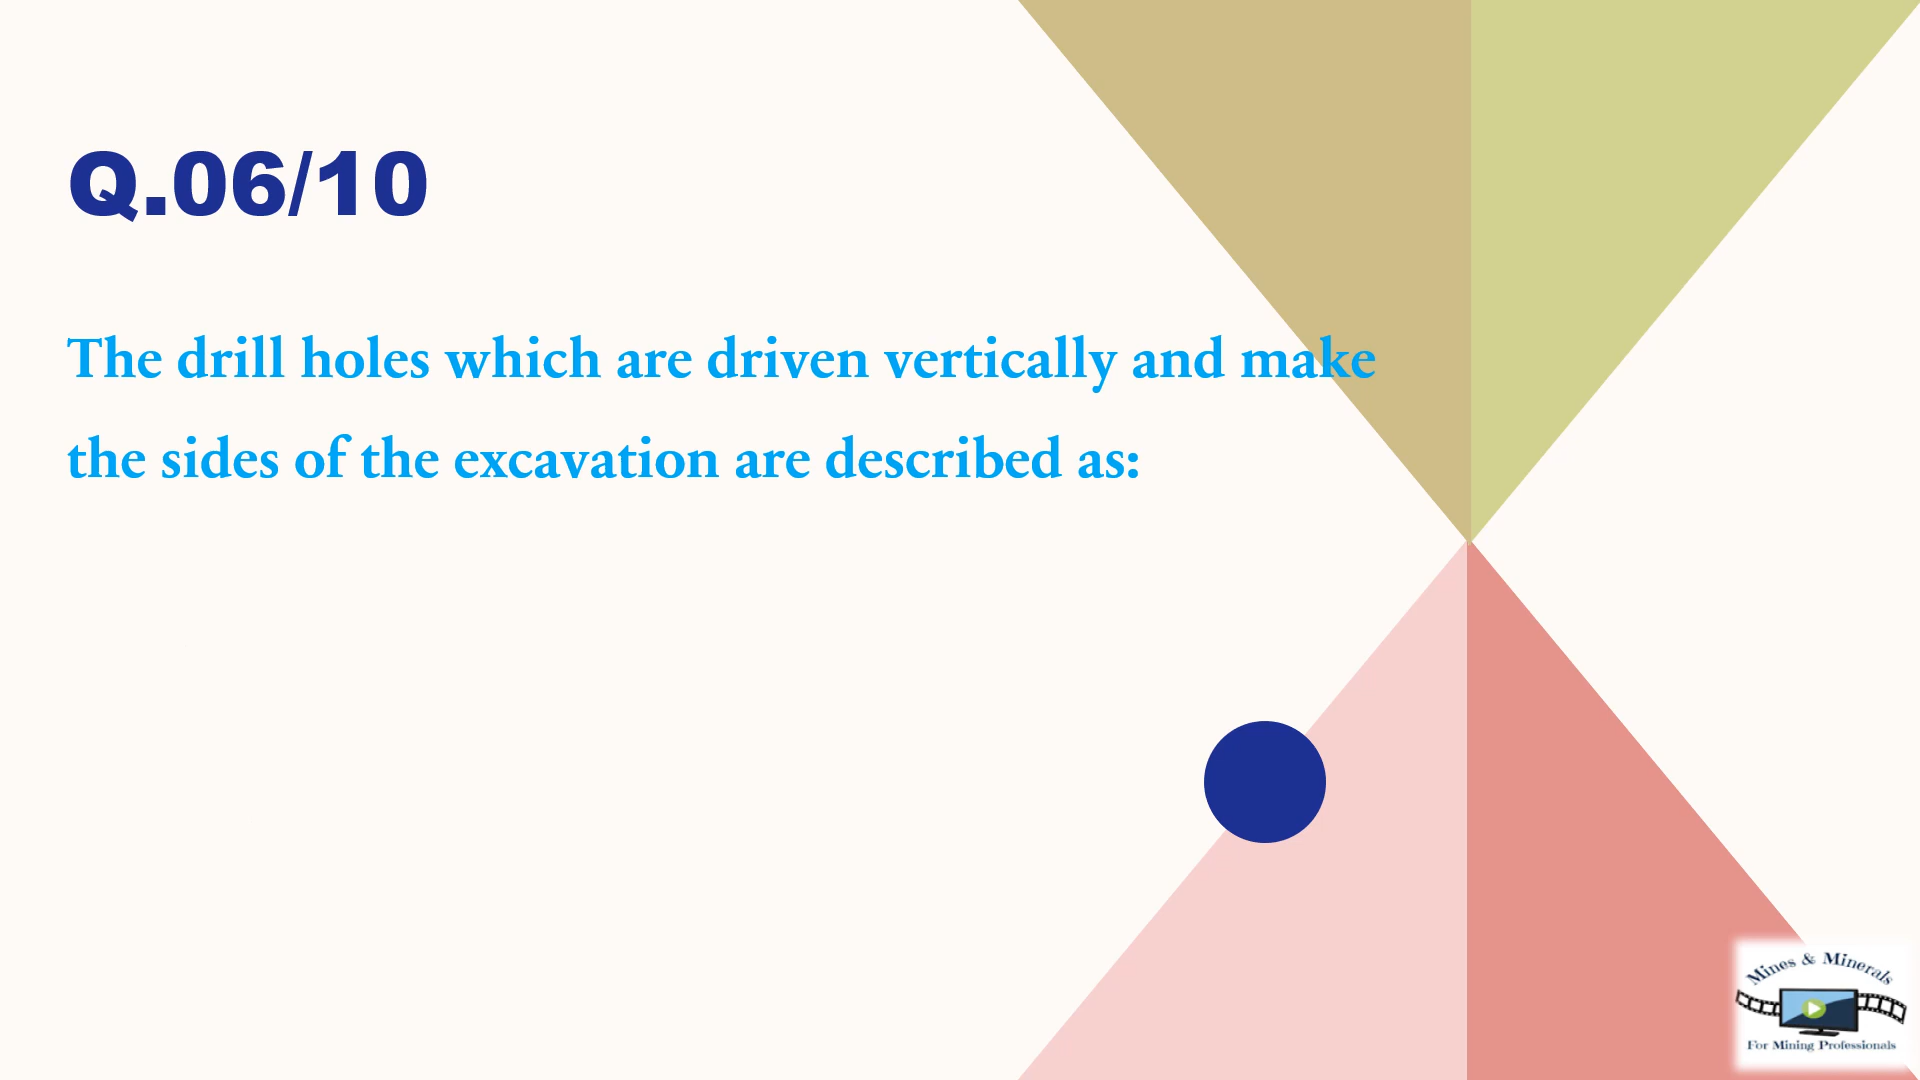 Q.06/10
The drill holes which are driven vertically and make
the sides of the excavation are described as:
Mines & Minerals
For Mining Professionals